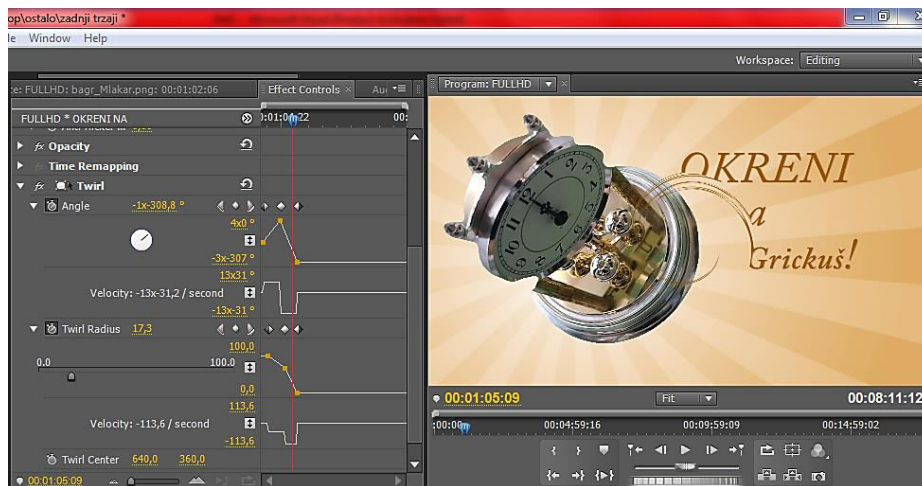 op\ostalo\zadnji trzaji *
le Window Help
Workspace: Editing
ce: FULLHD: bagr_Mlakar.png: 00:01:02:06
Effect Controls × Au
Program: FULLHD
FULLHD * OKRENI NA
0:01:04:22 00:
fx Opacity
Time Remapping
fx Twirl
Angle -1x-308,8 °
4x0 °
-3x-307 °
13x31 °
Velocity: -13x-31,2 / second
-13x-31 °
Twirl Radius 17,3
100,0
0.0 100.0
0,0
113,6
Velocity: -113,6 / second
-113,6
Twirl Center 640,0 360,0
00:01:05:09
OKRENI
a
Grickuš!
00:01:05:09 Fit 00:08:11:12
;00:00 00:04:59:16 00:09:59:09 00:14:59:02